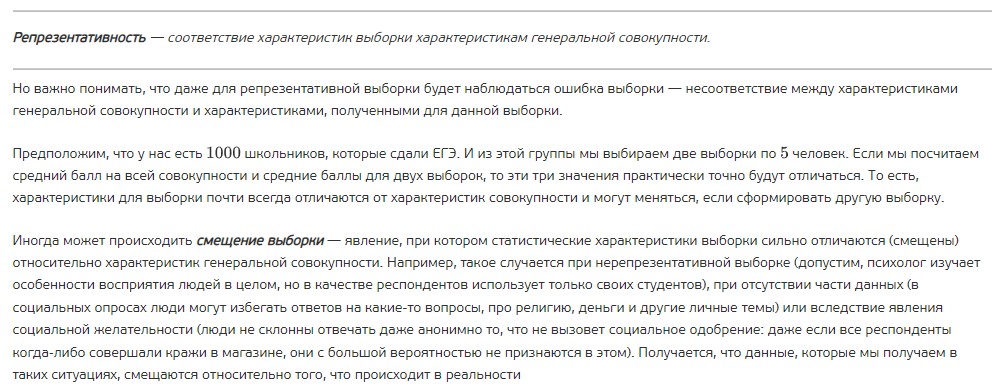 Репрезентативность — соответствие характеристик выборки характеристикам генеральной совокупности.
Но важно понимать, что даже для репрезентативной выборки будет наблюдаться ошибка выборки — несоответствие между характеристиками
генеральной совокупности и характеристиками, полученными для данной выборки.
Предположим, что у нас есть 1000 школьников, которые сдали ЕГЭ. И из этой группы мы выбираем две выборки по 5 человек. Если мы посчитаем
средний балл на всей совокупности и средние баллы для двух выборок, то эти три значения практически точно будут отличаться. То есть,
характеристики для выборки почти всегда отличаются от характеристик совокупности и могут меняться, если сформировать другую выборку.
Иногда может происходить смещение выборки — явление, при котором статистические характеристики выборки сильно отличаются (смещены)
относительно характеристик генеральной совокупности. Например, такое случается при нерепрезентативной выборке (допустим, психолог изучает
особенности восприятия людей в целом, но в качестве респондентов использует только своих студентов), при отсутствии части данных (в
социальных опросах люди могут избегать ответов на какие-то вопросы, про религию, деньги и другие личные темы) или вследствие явления
социальной желательности (люди не склонны отвечать даже анонимно то, что не вызовет социальное одобрение: даже если все респонденты
когда-либо совершали кражи в магазине, они с большой вероятностью не признаются в этом). Получается, что данные, которые мы получаем в
таких ситуациях, смещаются относительно того, что происходит в реальности